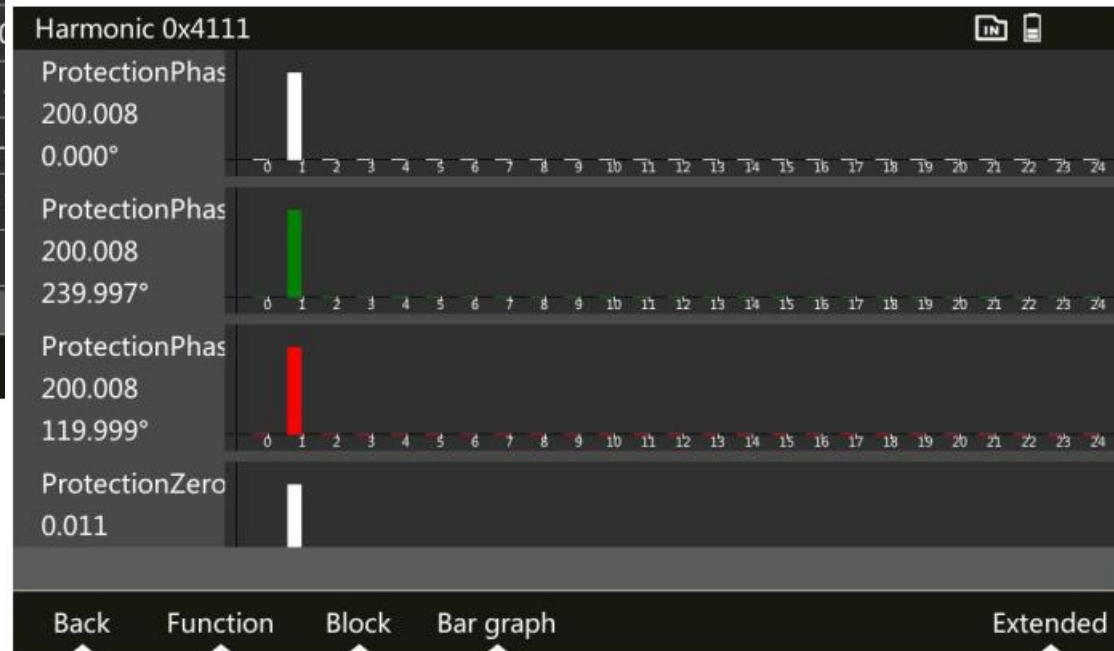 Harmonic 0x4111
IN
ProtectionPhas
200.008
0.000°
0 1 2 3 4 5 6 7 8 9 10 11 12 13 14 15 16 17 18 19 20 21 22 23 24
ProtectionPhas
200.008
239.997°
0 1 2 3 4 5 6 7 8 9 10 11 12 13 14 15 16 17 18 19 20 21 22 23 24
ProtectionPhas
200.008
119.999°
0 1 2 3 4 5 6 7 8 9 10 11 12 13 14 15 16 17 18 19 20 21 22 23 24
ProtectionZero
0.011
Back Function Block Bar graph Extended